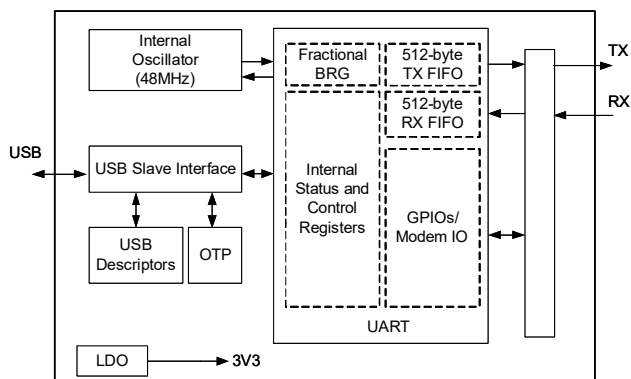 Internal
Oscillator
(48MHz)
Fractional
BRG
512-byte
TX FIFO
TX
512-byte
RX FIFO
RX
USB
USB Slave Interface
Internal
Status and
Control
Registers
GPIOs/
Modem IO
USB
Descriptors
OTP
UART
LDO
3V3